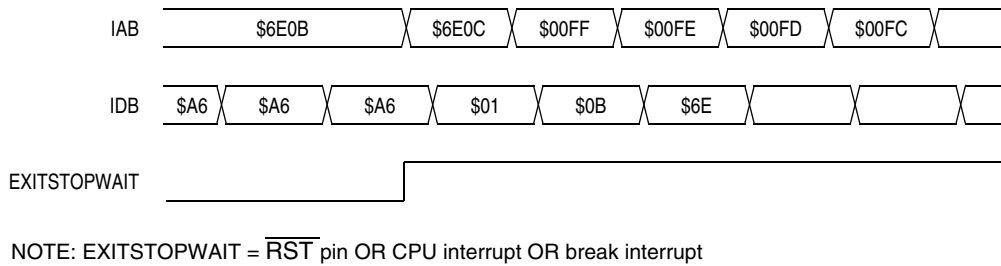 IAB $6E0B $6E0C $00FF $00FE $00FD $00FC
IDB $A6 $A6 $A6 $01 $0B $6E
EXITSTOPWAIT
NOTE: EXITSTOPWAIT = RST pin OR CPU interrupt OR break interrupt